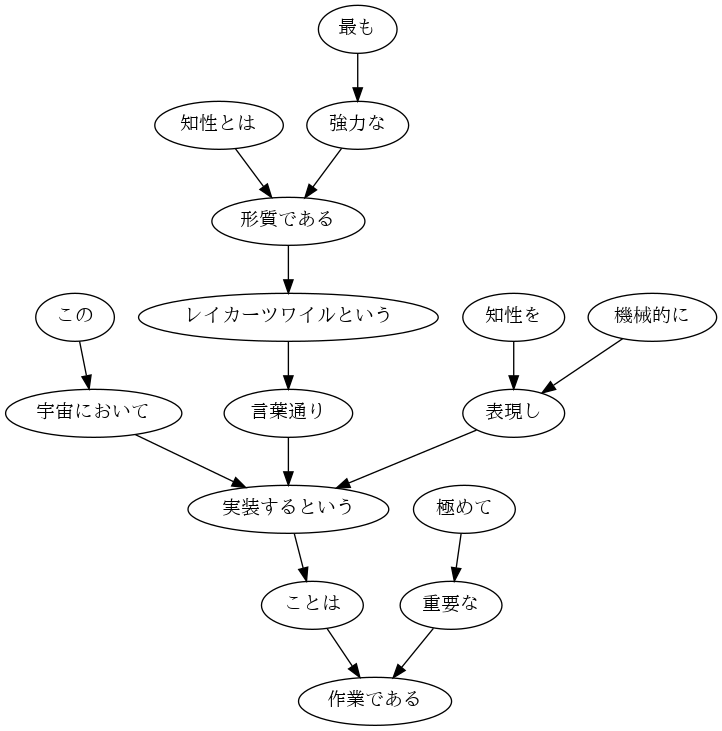 最も
知性とは
強力な
形質である
この
レイカーツワイルという
知性を
機械的に
宇宙において
言葉通り
表現し
実装するという
極めて
ことは
重要な
作業である